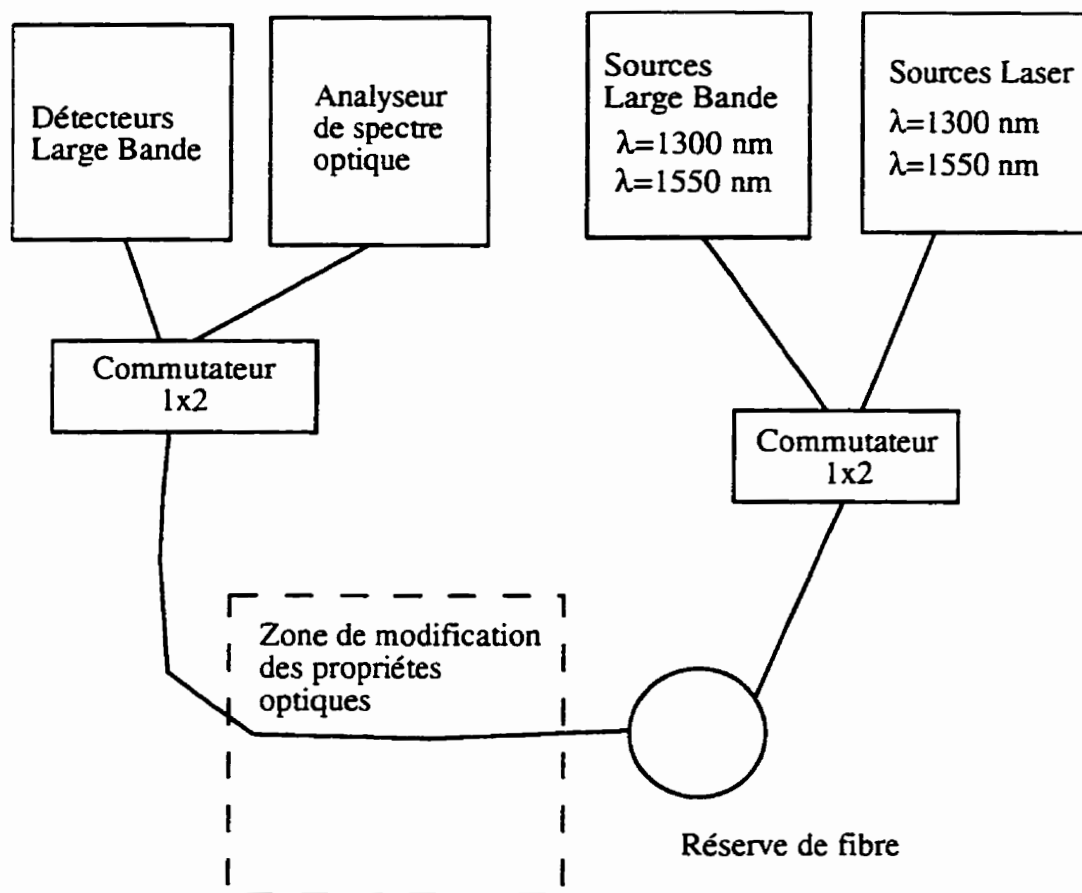 Détecteurs
Large Bande
Analyseur
de spectre
optique
Sources
Large Bande
λ=1300 nm
λ=1550 nm
Sources Laser
λ=1300 nm
λ=1550 nm
Commutateur
1x2
Commutateur
1x2
Zone de modification
des propriétes
optiques
Réserve de fibre